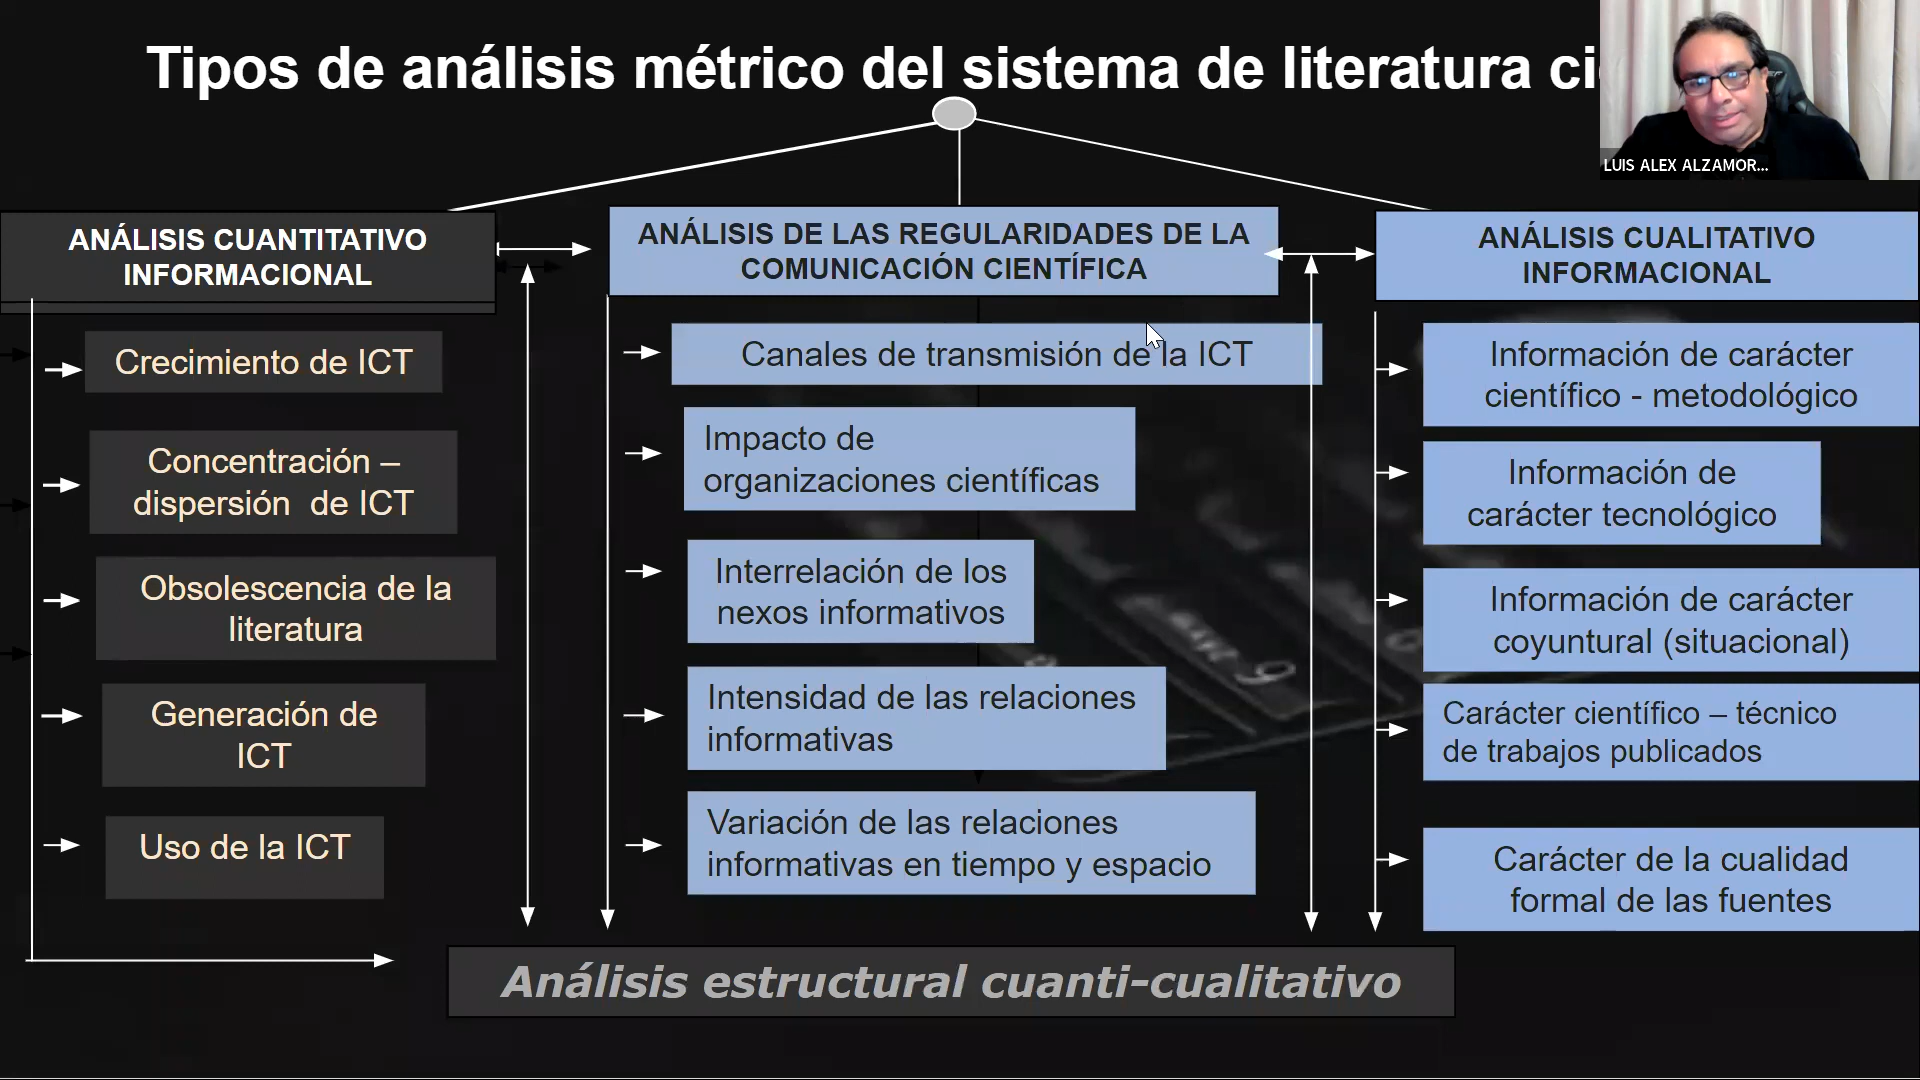 Tipos de análisis métrico del sistema de literatura
LUIS ALEX ALZAMOR...
ANÁLISIS CUANTITATIVO
INFORMACIONAL
Crecimiento de ICT
Concentración –
dispersión de ICT
Obsolescencia de la
literatura
Generación de
ICT
Uso de la ICT
ANÁLISIS DE LAS REGULARIDADES DE LA
COMUNICACIÓN CIENTÍFICA
Canales de transmisión de la ICT
Impacto de
organizaciones científicas
Interrelación de los
nexos informativos
Intensidad de las relaciones
informativas
Variación de las relaciones
informativas en tiempo y espacio
ANÁLISIS CUALITATIVO
INFORMACIONAL
Información de carácter
científico - metodológico
Información de
carácter tecnológico
Información de carácter
coyuntural (situacional)
Carácter científico – técnico
de trabajos publicados
Carácter de la cualidad
formal de las fuentes
Análisis estructural cuanti-cualitativo